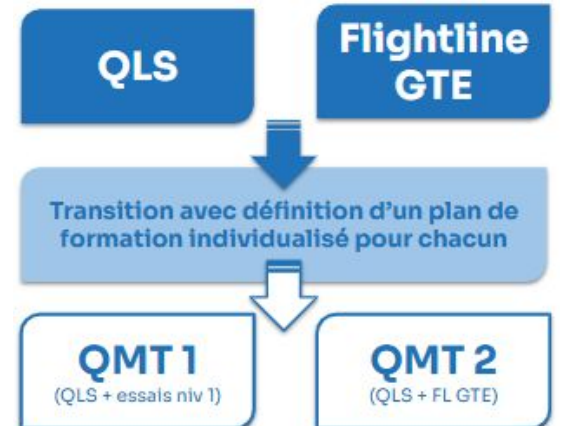 QLS
Flightline
GTE
Transition avec définition d’un plan de
formation individualisé pour chacun
QMT 1
(QLS + essais niv 1)
QMT 2
(QLS + FL GTE)